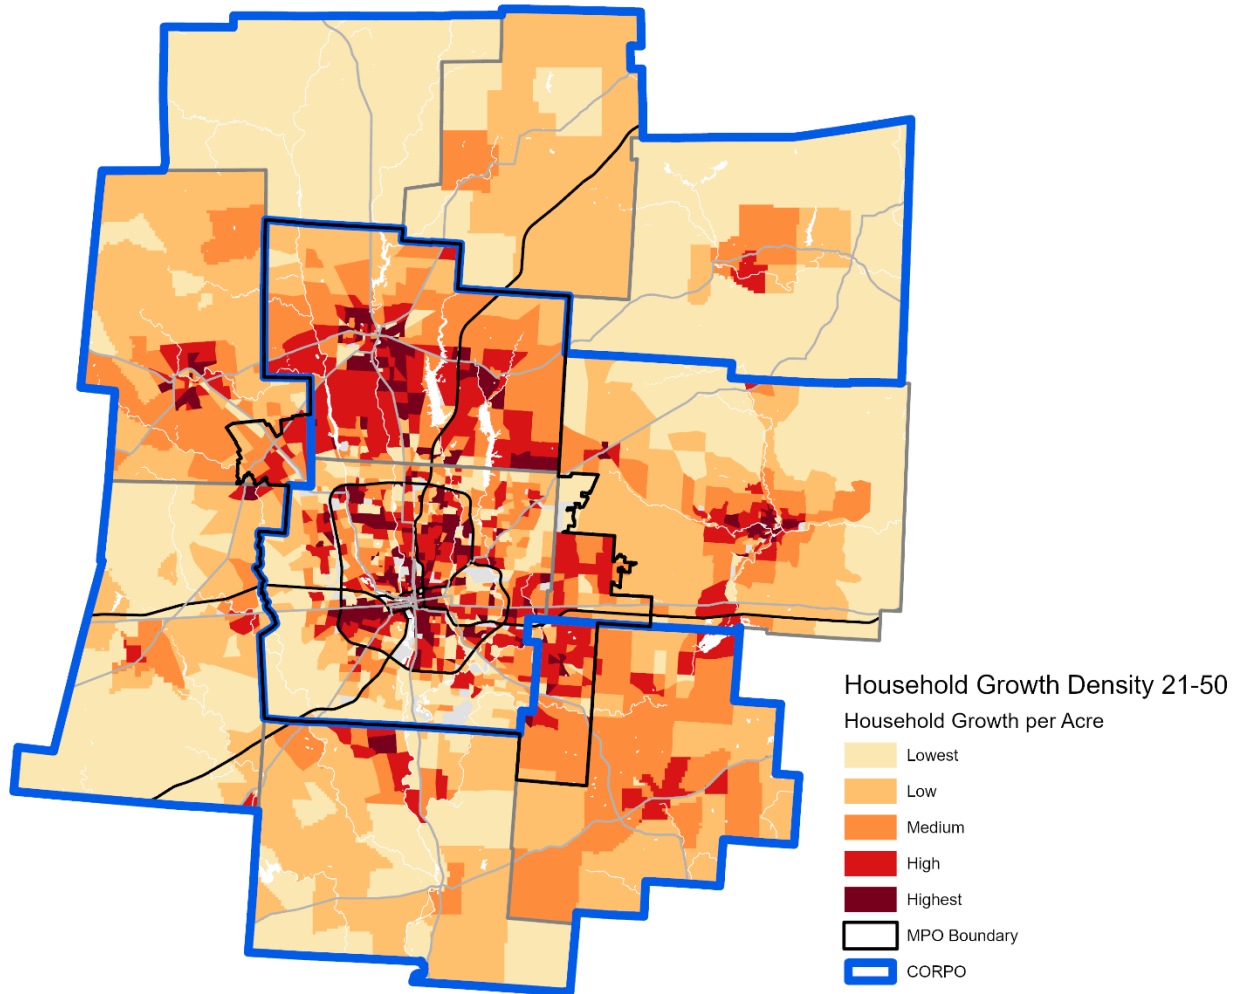 Household Growth Density 21-50
Household Growth per Acre
Lowest
Low
Medium
High
Highest
MPO Boundary
CORPO